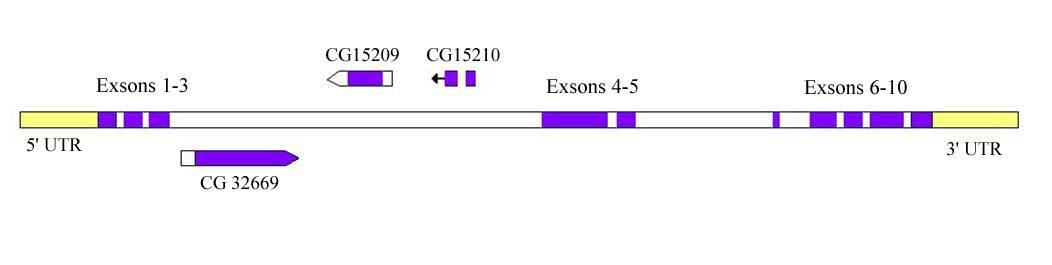 CG15209 CG15210
Exsons 1-3 Exsons 4-5 Exsons 6-10
5' UTR 3' UTR
CG 32669